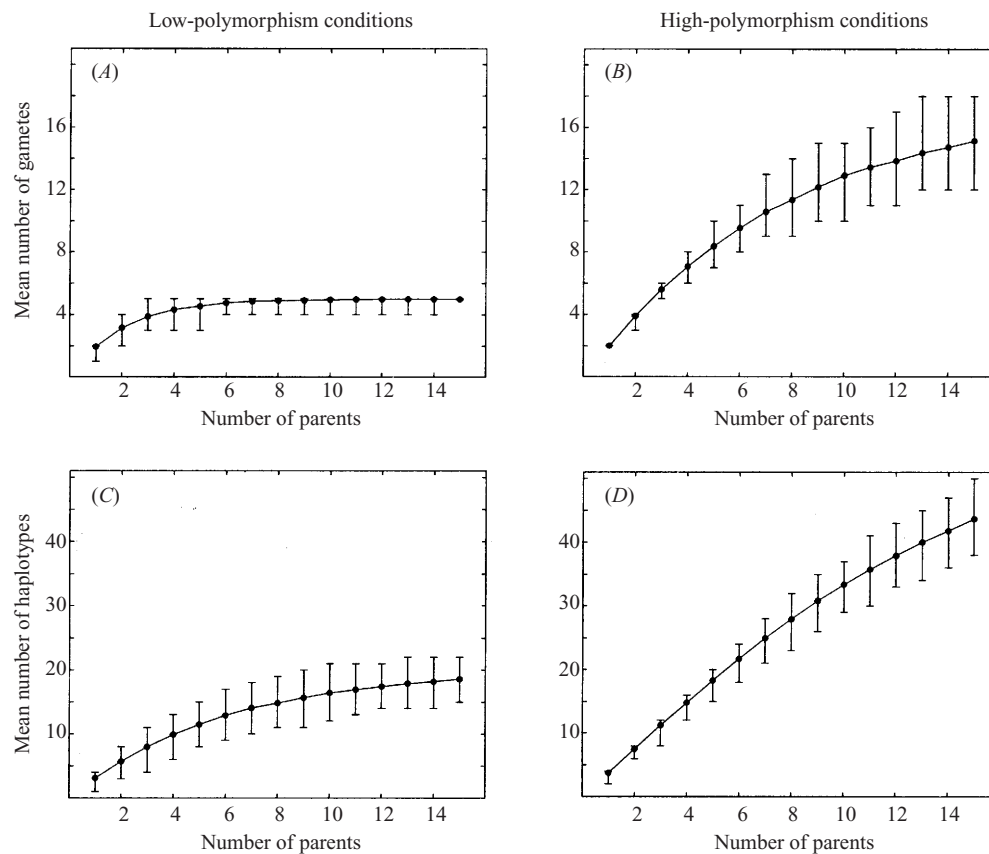 Low-polymorphism conditions
High-polymorphism conditions
(A)
Mean number of gametes
16
12
8
4
2 4 6 8 10 12 14
Number of parents
(B)
16
12
8
4
2 4 6 8 10 12 14
Number of parents
(C)
Mean number of haplotypes
40
30
20
10
2 4 6 8 10 12 14
Number of parents
(D)
40
30
20
10
2 4 6 8 10 12 14
Number of parents